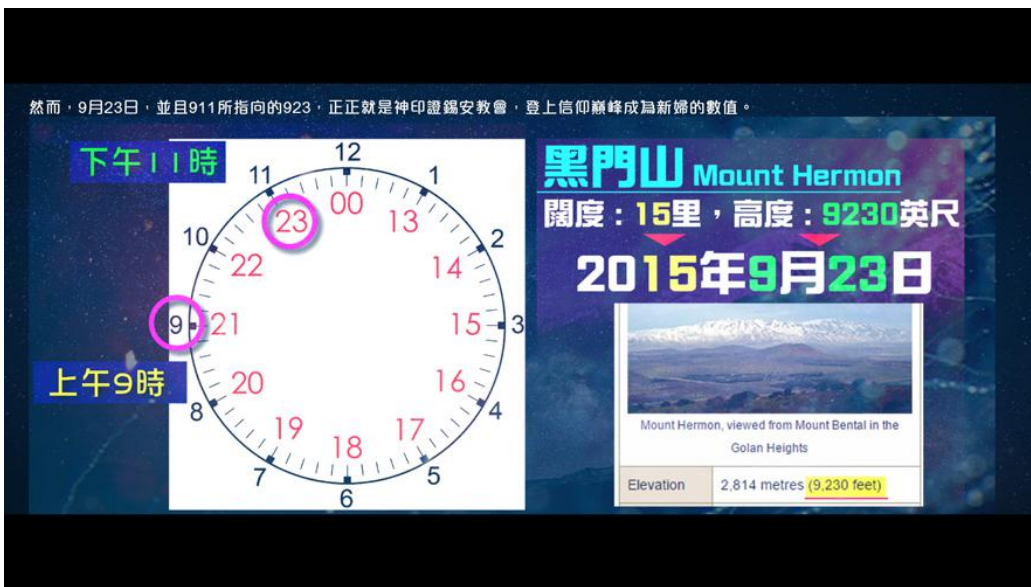 然而，9月23日，並且911所指向的923，正正就是神印證錫安教會，登上信仰巔峰成為新婦的數值。
下午11時
12
11
1
00
23
13
10
2
22
14
9
21
15
3
上午9時
20
16
8
4
19
17
18
7
5
6
黑門山 Mount Hermon
闊度：15里，高度：9230英尺
2015年9月23日
Mount Hermon, viewed from Mount Bental in the
Golan Heights
Elevation 2,814 metres (9,230 feet)